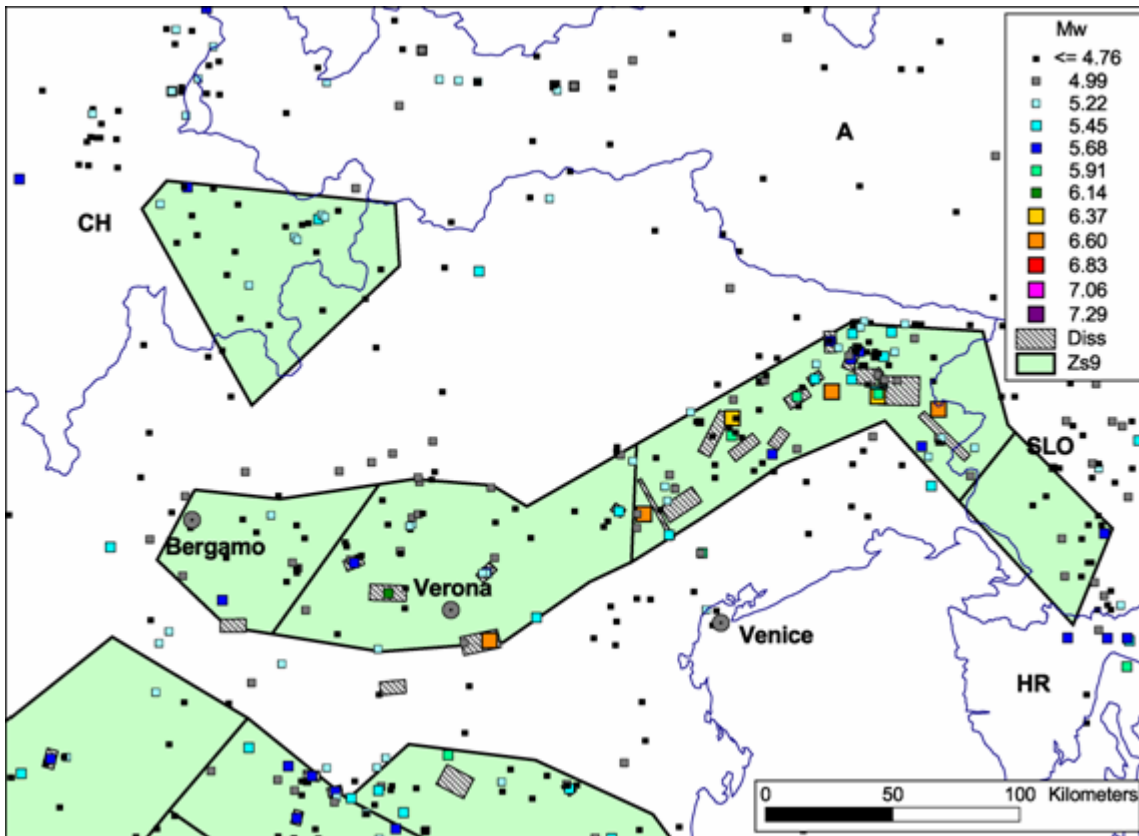 Mw
<= 4.76
4.99
5.22
5.45
5.68
5.91
6.14
6.37
6.60
6.83
7.06
7.29
Diss
Zs9
A
CH
SLO
Bergamo
Verona
Venice
HR
0 50 100 Kilometers